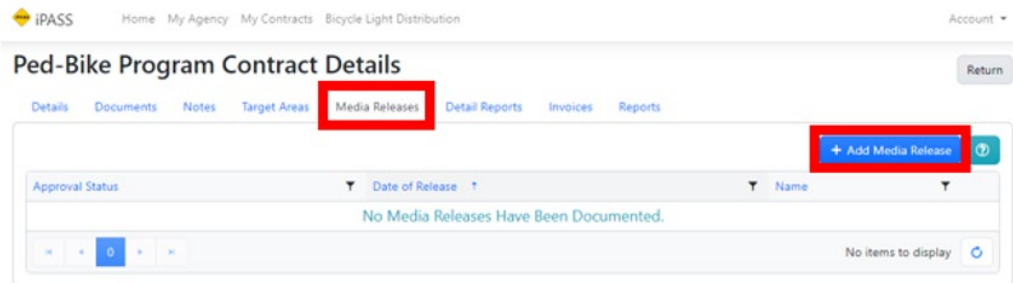 iPASS Home My Agency My Contracts Bicycle Light Distribution Account
Ped-Bike Program Contract Details
Return
Details Documents Notes Target Areas Media Releases Detail Reports Invoices Reports
+ Add Media Release ?
Approval Status Date of Release ↑ Name
No Media Releases Have Been Documented.
0 No items to display